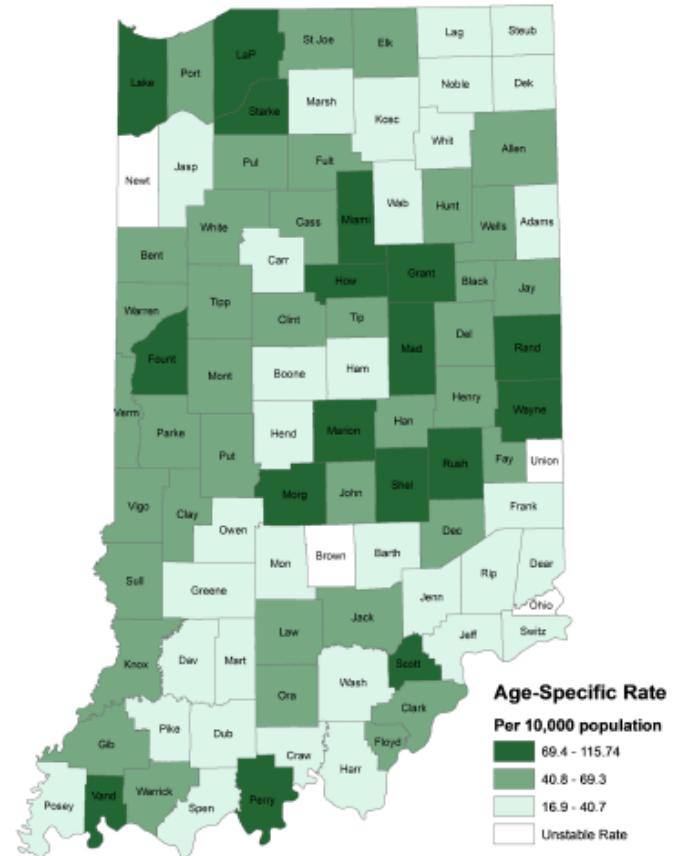 Lag
Steub
St Joe
Elk
LaP
Lake
Port
Noble
Dek
Marsh
Starke
Kosc
Whit
Allen
Jasp
Pul
Fult
Newt
Wab
Hunt
Miami
Adams
White
Cass
Wells
Bent
Carr
Grant
How
Black
Jay
Warren
Tipp
Clint
Tip
Mad
Del
Rand
Fount
Mont
Boone
Ham
Henry
Wayne
Verm
Parke
Hend
Marion
Han
Put
Rush
Fay
Union
Morg
John
Shel
Vigo
Clay
Frank
Owen
Mon
Brown
Barth
Dec
Sull
Greene
Jenn
Rip
Dear
Ohio
Law
Jack
Jeff
Switz
Knox
Dav
Mart
Scott
Wash
Ora
Clark
Pike
Dub
Gib
Floyd
Craw
Harr
Posey
Vand
Warrick
Spen
Perry
Age-Specific Rate
Per 10,000 population
69.4 - 115.74
40.8 - 69.3
16.9 - 40.7
Unstable Rate